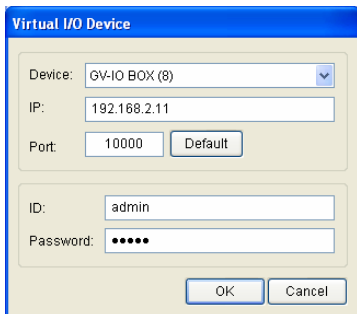 Virtual I/O Device
Device: GV-IO BOX (8)
IP: 192.168.2.11
Port: 10000 Default
ID: admin
Password: •••••
OK Cancel